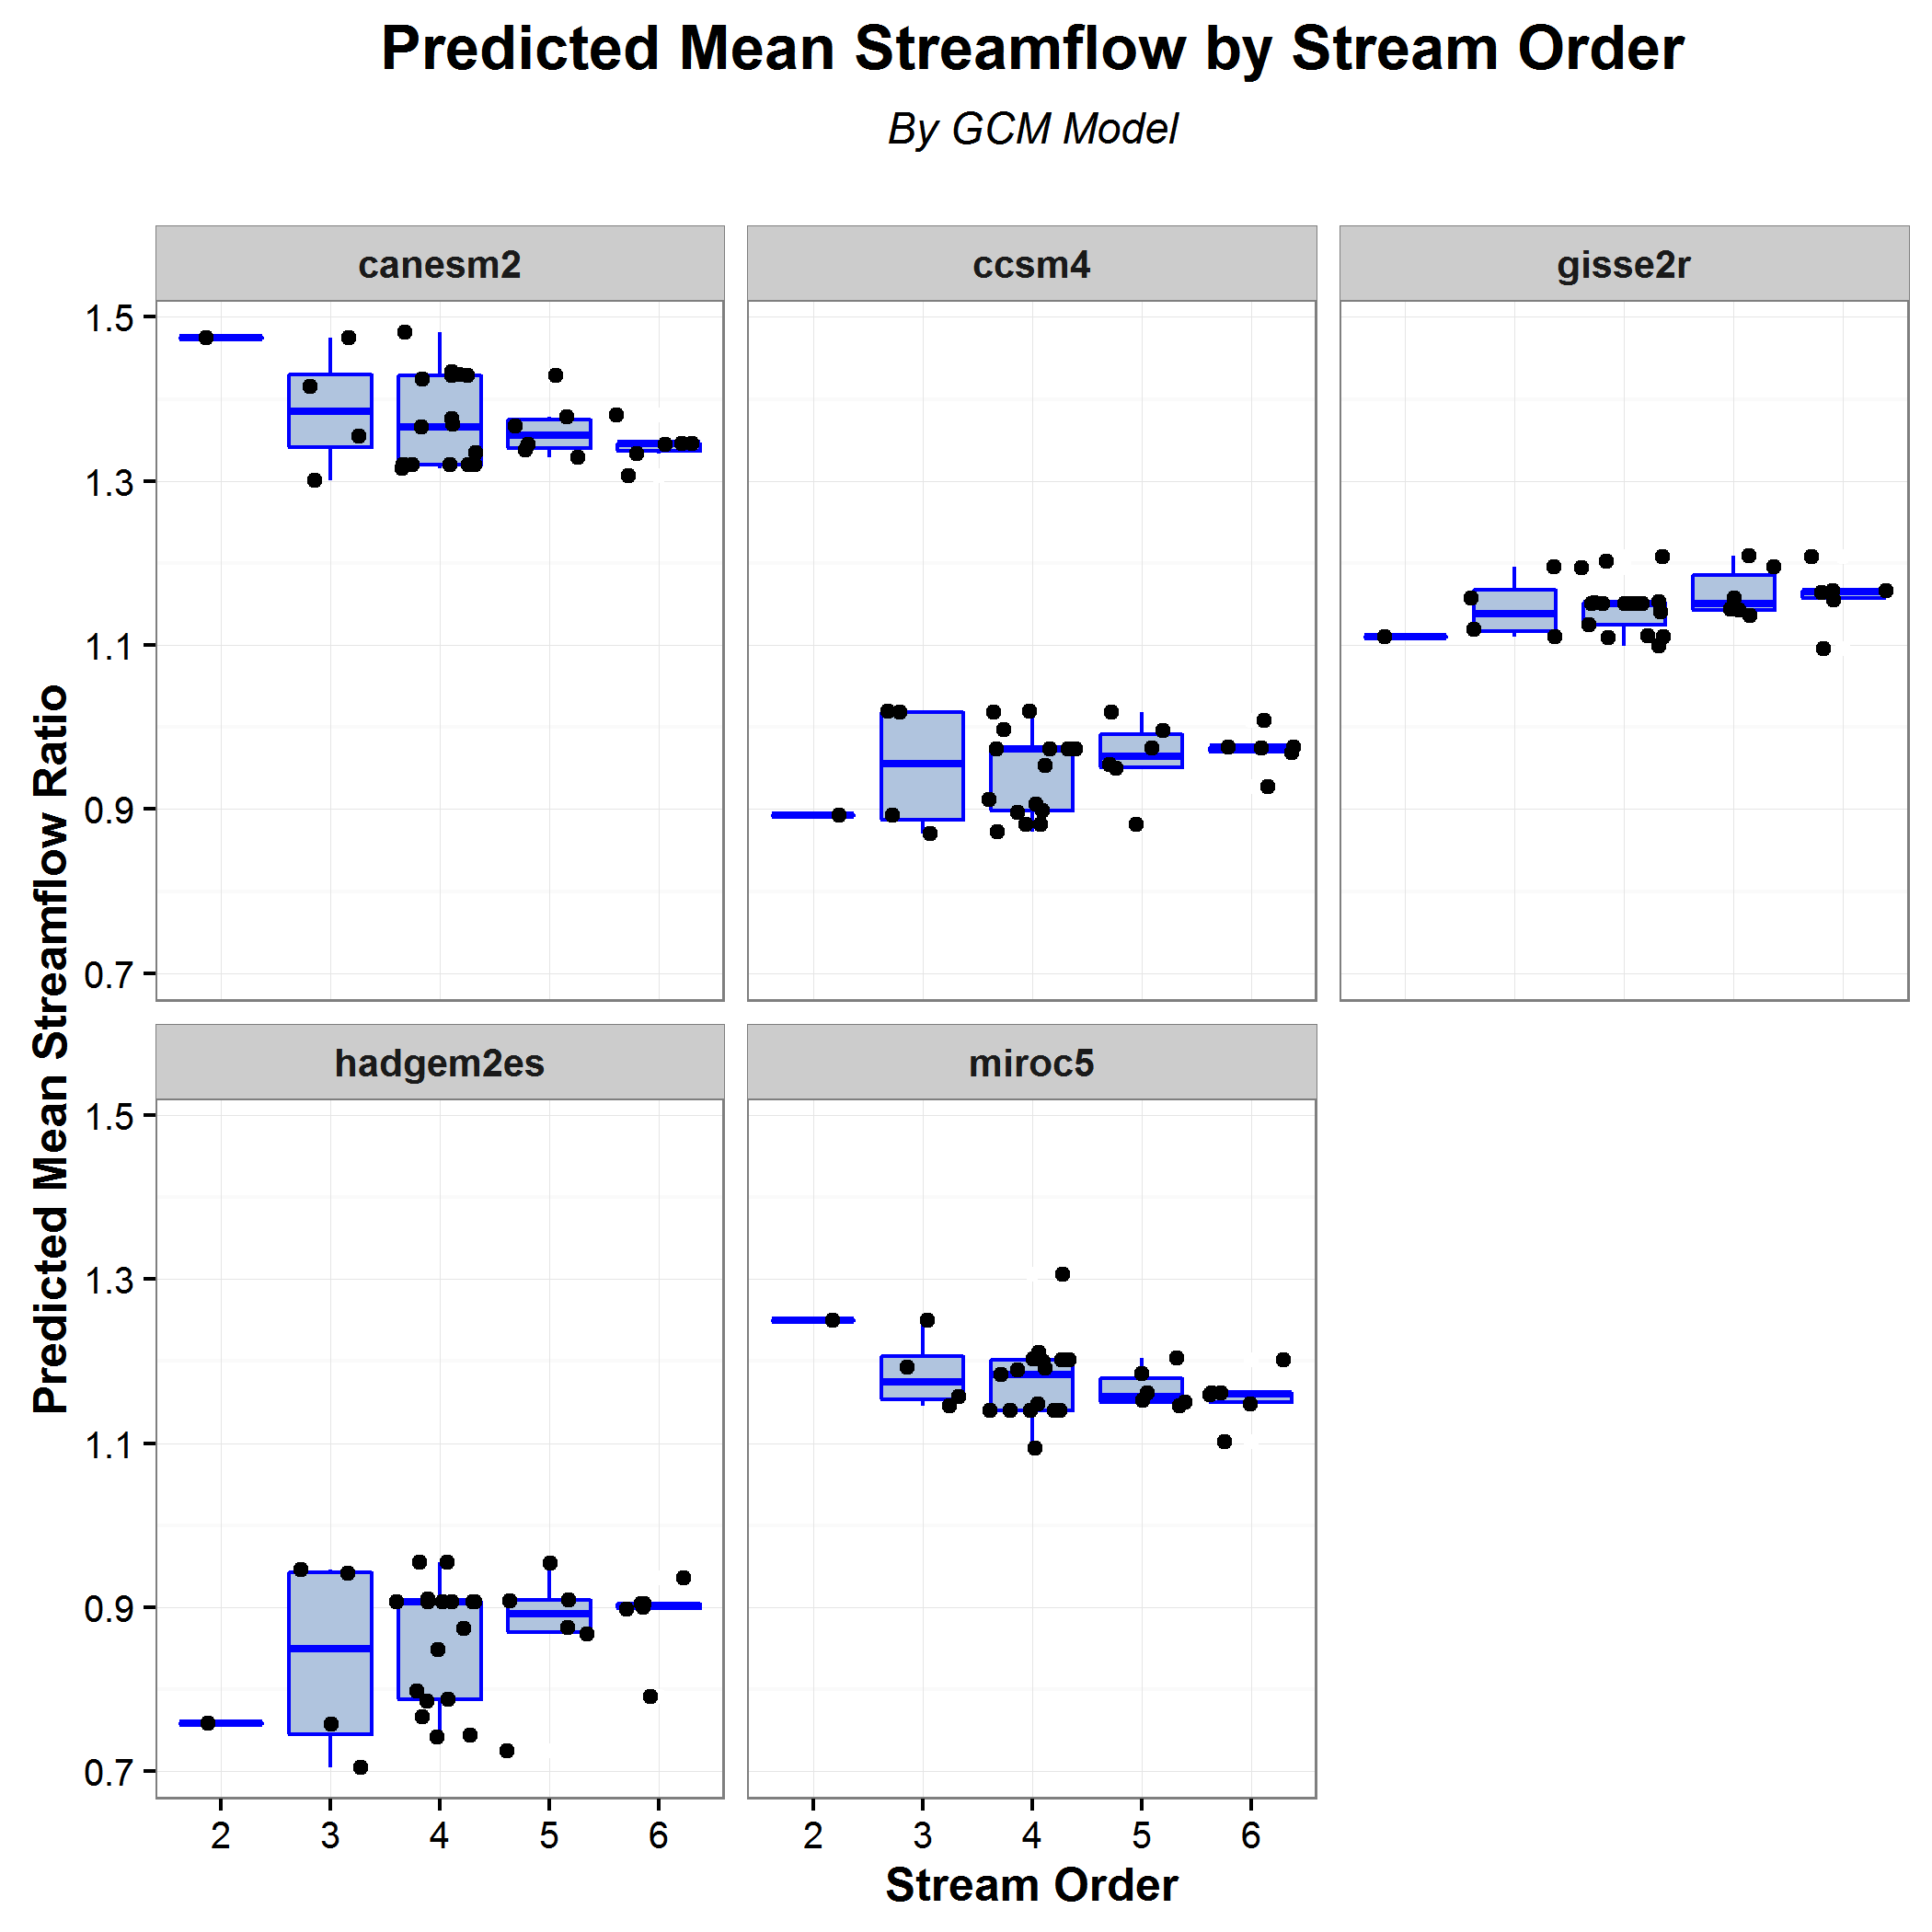 Predicted Mean Streamflow by Stream Order
By GCM Model
canesm2
ccsm4
gisse2r
1.5
1.3
1.1
0.9
0.7
Predicted Mean Streamflow Ratio
hadgem2es
miroc5
1.5
1.3
1.1
0.9
0.7
2 3 4 5 6
2 3 4 5 6
Stream Order